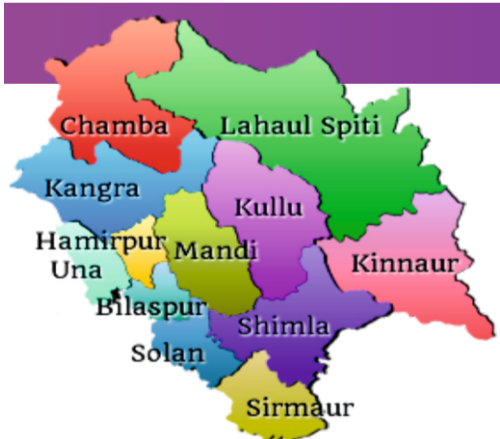 Chamba
Lahaul Spiti
Kangra
Kullu
Hamirpur
Mandi
Una
Kinnaur
Bilaspur
Shimla
Solan
Sirmaur